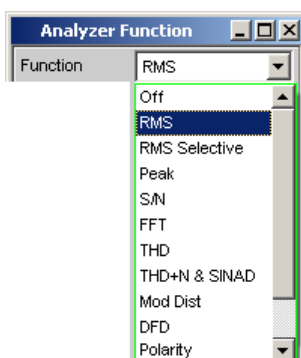 Analyzer Function
Function RMS
Off
RMS
RMS Selective
Peak
S/N
FFT
THD
THD+N & SINAD
Mod Dist
DFD
Polarity